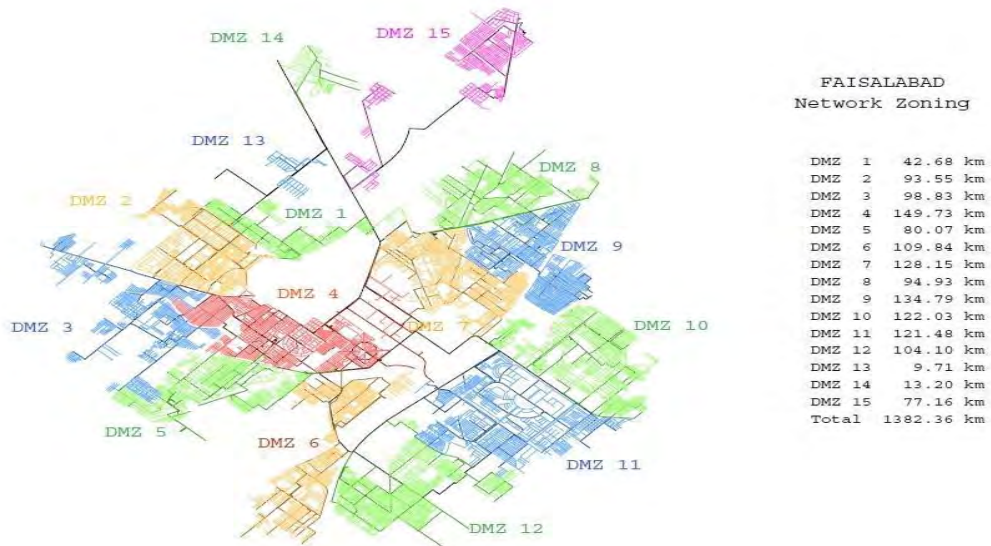 DMZ 14
DMZ 15
DMZ 13
DMZ 8
DMZ 2
DMZ 1
DMZ 9
DMZ 4
DMZ 3
DMZ 7
DMZ 10
DMZ 5
DMZ 6
DMZ 11
DMZ 12
FAISALABAD
Network Zoning
DMZ 1 42.68 km
DMZ 2 93.55 km
DMZ 3 98.83 km
DMZ 4 149.73 km
DMZ 5 80.07 km
DMZ 6 109.84 km
DMZ 7 128.15 km
DMZ 8 94.93 km
DMZ 9 134.79 km
DMZ 10 122.03 km
DMZ 11 121.48 km
DMZ 12 104.10 km
DMZ 13 9.71 km
DMZ 14 13.20 km
DMZ 15 77.16 km
Total 1382.36 km